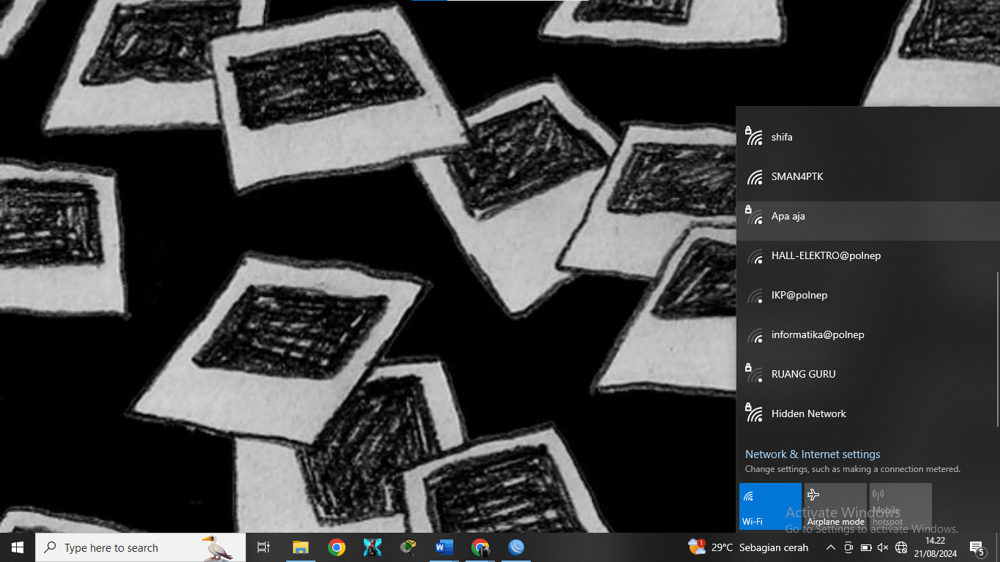 shifa
SMAN4PTK
Apa aja
HALL-ELEKTRO@polnep
IKP@polnep
informatika@polnep
RUANG GURU
Hidden Network
Network & Internet settings
Change settings, such as making a connection metered.
Wi-Fi
Airplane mode
Mobile hotspot
Activate Windows
Go to Settings to activate Windows.
Type here to search
1
29°C Sebagian cerah
14.22
21/08/2024
5